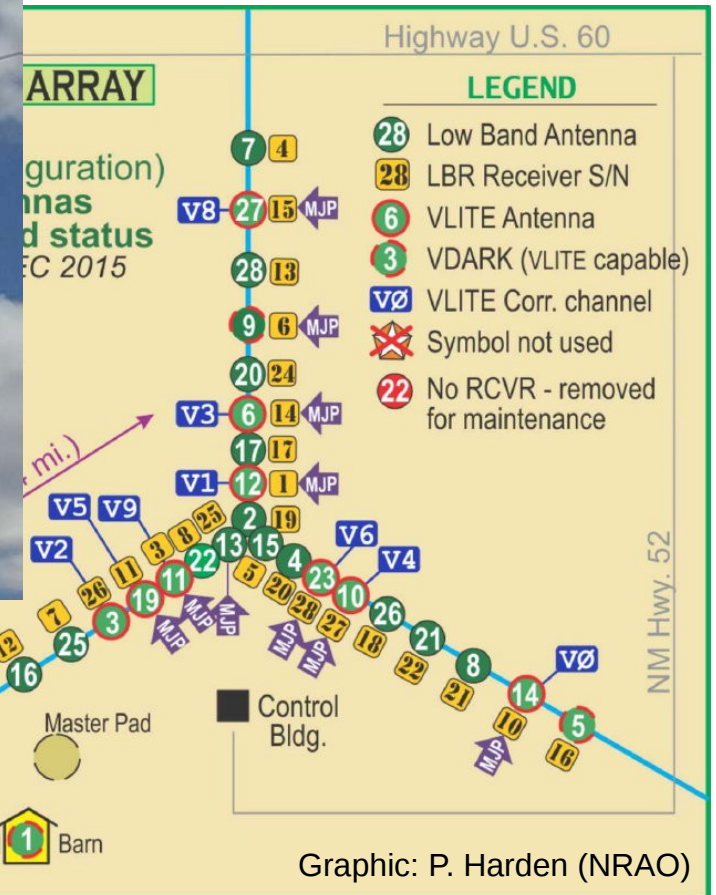 Highway U.S. 60
ARRAY
LEGEND
28 Low Band Antenna
28 LBR Receiver S/N
6 VLITE Antenna
3 VDARK (VLITE capable)
VØ VLITE Corr. channel
Symbol not used
22 No RCVR - removed
for maintenance
guration)
nnas
d status
EC 2015
7 4
V8 27 15 MJP
28 13
9 6 MJP
20 24
V3 6 14 MJP
17 17
V1 12 1 MJP
2 19
mi.)
V5 V9
V2
V6
V4
VØ
25
8
3
11
26
7
12
13 15
22
11
19
3
25
16
4
23
10
26
21
8
14
5
5
20
28
27
18
22
21
10
16
MJP
MJP
MJP
MJP
MJP
MJP
NM Hwy. 52
Control
Bldg.
Master Pad
1 Barn
Graphic: P. Harden (NRAO)